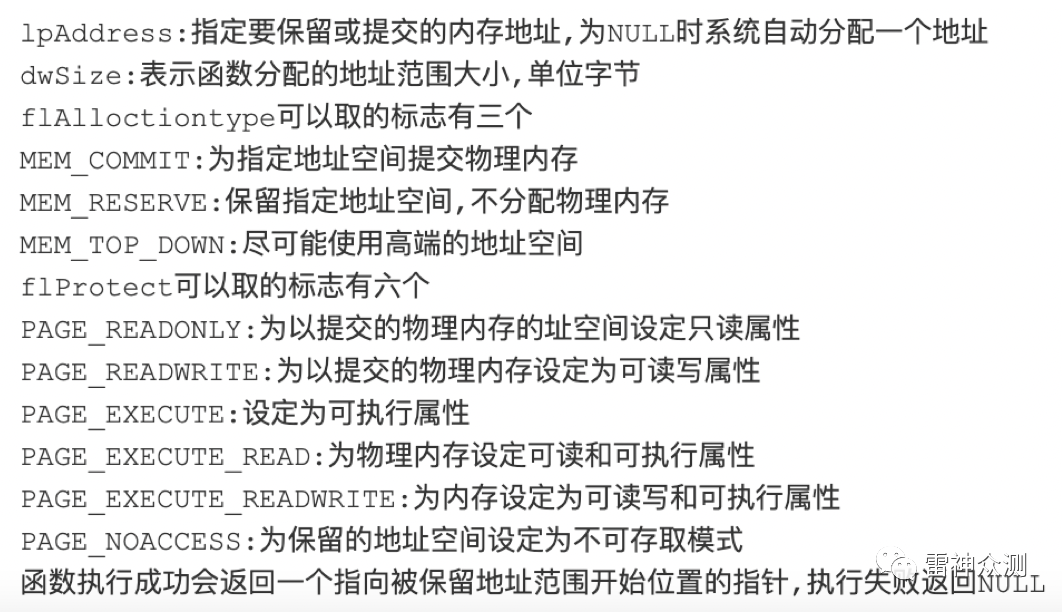 lpAddress:指定要保留或提交的内存地址,为NULL时系统自动分配一个地址
dwSize:表示函数分配的地址范围大小,单位字节
flAlloctiontype可以取的标志有三个
MEM_COMMIT:为指定地址空间提交物理内存
MEM_RESERVE:保留指定地址空间,不分配物理内存
MEM_TOP_DOWN:尽可能使用高端的地址空间
flProtect可以取的标志有六个
PAGE_READONLY:为以提交的物理内存的址空间设定只读属性
PAGE_READWRITE:为以提交的物理内存设定为可读写属性
PAGE_EXECUTE:设定为可执行属性
PAGE_EXECUTE_READ:为物理内存设定可读和可执行属性
PAGE_EXECUTE_READWRITE:为内存设定为可读写和可执行属性
PAGE_NOACCESS:为保留的地址空间设定为不可存取模式
函数执行成功会返回一个指向被保留地址范围开始位置的指针,执行失败返回NULL
雷神众测